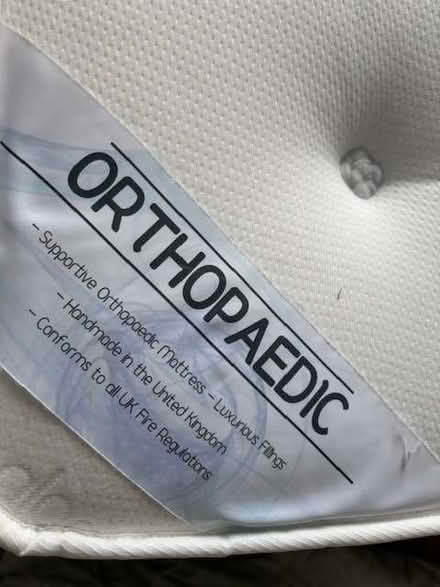 ORTHOPAEDIC
- Supportive Orthopaedic Mattress - Luxurious Fillings
- Handmade in the United Kingdom
- Conforms to all UK Fire Regulations